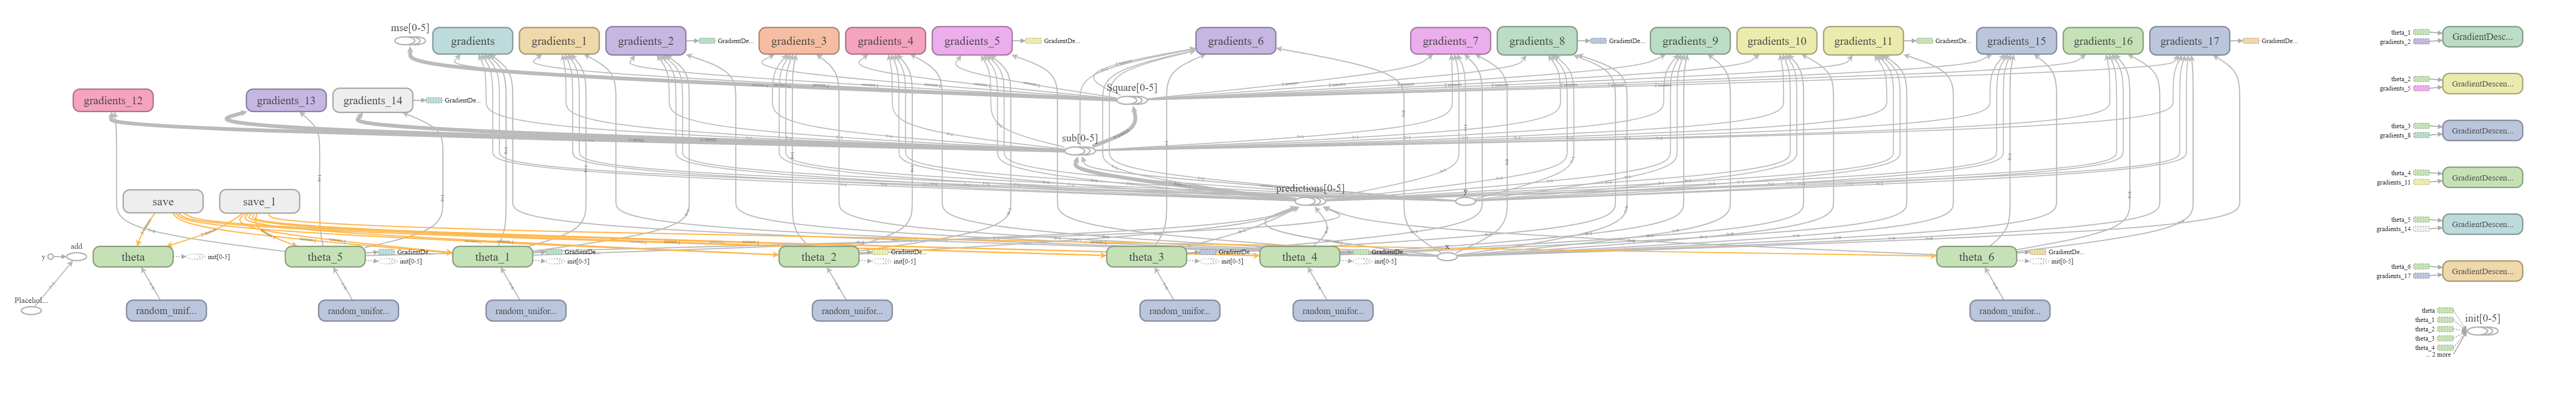 mse[0-5]
gradients
gradients_1
gradients_2
GradientDe...
gradients_3
gradients_4
gradients_5
GradientDe...
gradients_6
gradients_7
gradients_8
GradientDe...
gradients_9
gradients_10
gradients_11
GradientDe...
gradients_15
gradients_16
gradients_17
GradientDe...
theta_1
gradients_2
GradientDesc...
theta_2
gradients_5
GradientDescen...
gradients_12
gradients_13
gradients_14
GradientDe...
Square[0-5]
theta_3
gradients_8
GradientDescen...
sub[0-5]
theta_4
gradients_11
GradientDescen...
predictions[0-5]
y
save
save_1
theta_5
gradients_14
GradientDescen...
add
y
theta
init[0-5]
theta_5
GradientDe...
init[0-5]
theta_1
GradientDe...
init[0-5]
theta_2
GradientDe...
init[0-5]
theta_3
GradientDe...
init[0-5]
theta_4
GradientDe...
init[0-5]
x
theta_6
GradientDe...
init[0-5]
theta_6
gradients_17
GradientDescen...
Placehol...
random_unif...
random_unifor...
random_unifor...
random_unifor...
random_unifor...
random_unifor...
random_unifor...
theta
theta_1
theta_2
theta_3
theta_4
... 2 more
init[0-5]